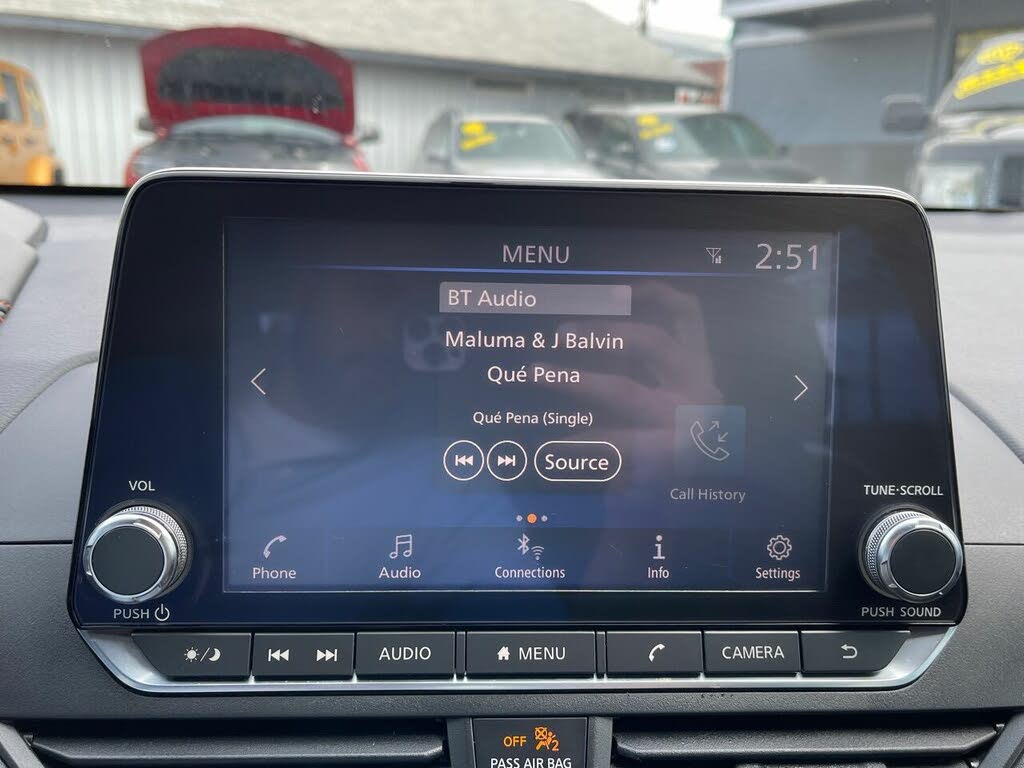 MENU
2:51
BT Audio
Maluma & J Balvin
Qué Pena
Qué Pena (Single)
Source
Call History
Phone
Audio
Connections
Info
Settings
VOL
PUSH
TUNE·SCROLL
PUSH SOUND
AUDIO
MENU
CAMERA
OFF
2
PASS AIR BAG